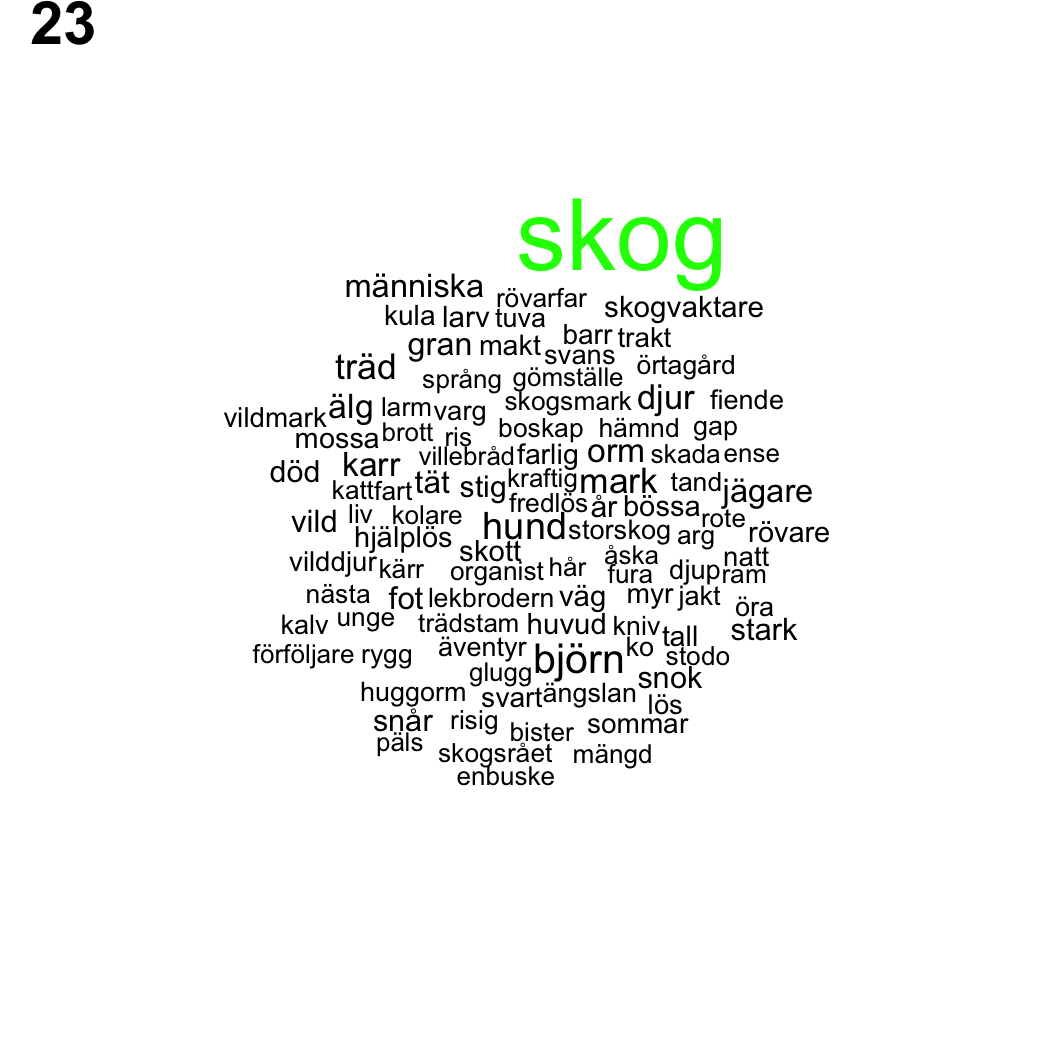 23
skog
människa rövarfar skogvaktare
kula larv tuva
barr trakt
gran makt svans
träd örtagård
språng gömställe
älg larm varg skogsmark djur fiende
vildmark
mossa brott ris boskap hämnd gap
villebråd farlig orm skada ense
död karr
kattfart tät stig kraftig mark tand jägare
fredlös år bössa
vild liv kolare hund storskog rote rövare
hjälplös arg
skott åska natt
vilddjur kärr organist hår fura djup ram
nästa fot lekbrodern väg myr jakt öra
kalv unge trädstam huvud kniv tall stark
förföljare rygg äventyr björn ko stodo
glugg snok
huggorm svart ängslan lös
snår risig bister sommar
päls skogsrået mängd
enbuske